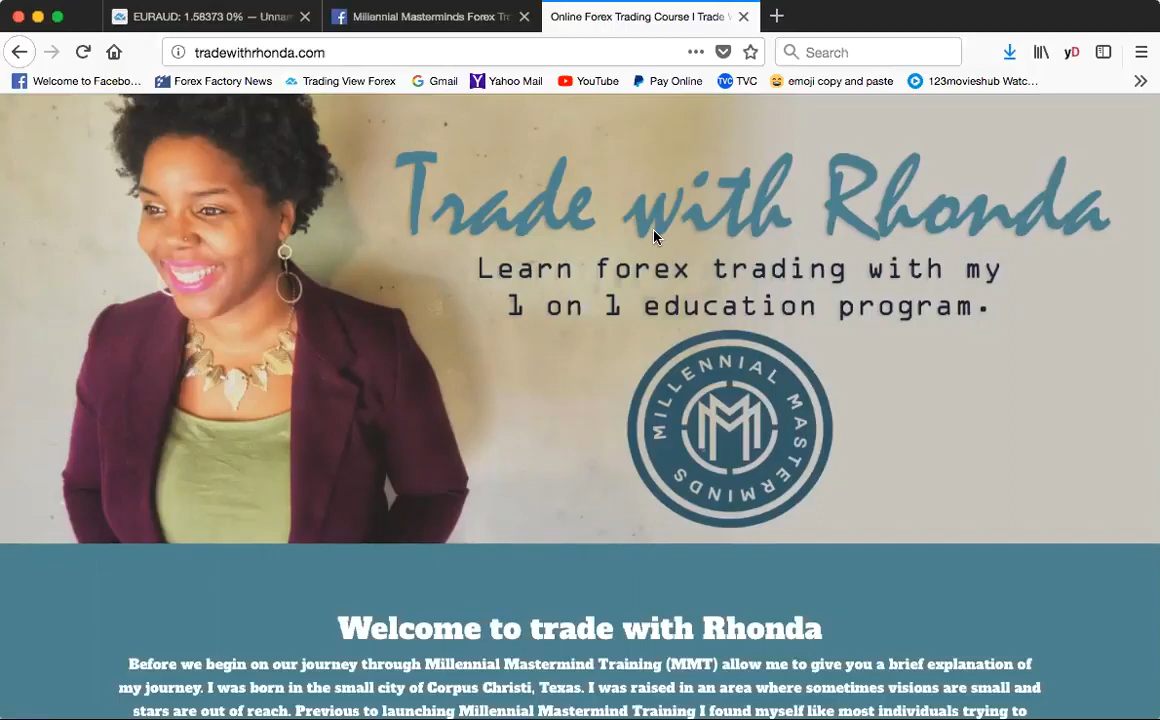 EURAUD: 1.58373 0% — Unnan
Millennial Masterminds Forex Tr
Online Forex Trading Course I Trade
tradewithrhonda.com
Search
Welcome to Facebo...
Forex Factory News
Trading View Forex
Gmail
Yahoo Mail
YouTube
Pay Online
TVC TVC
emoji copy and paste
123movieshub Watc...
yD
Trade with Rhonda
Learn forex trading with my
1 on 1 education program.
MILLENNIAL MASTERMINDS
MM
Welcome to trade with Rhonda
Before we begin on our journey through Millennial Mastermind Training (MMT) allow me to give you a brief explanation of
my journey. I was born in the small city of Corpus Christi, Texas. I was raised in an area where sometimes visions are small and
stars are out of reach. Previous to launching Millennial Mastermind Training I found myself like most individuals trying to